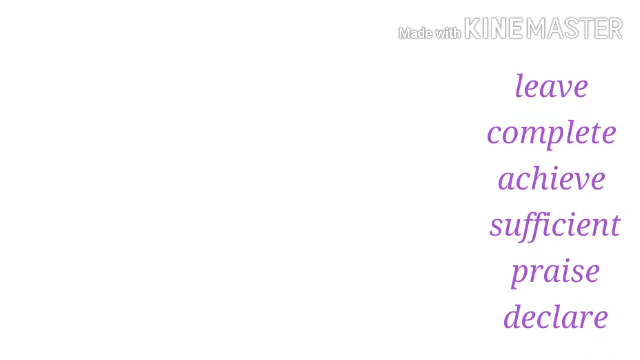 Made with KINEMASTER
leave
complete
achieve
sufficient
praise
declare